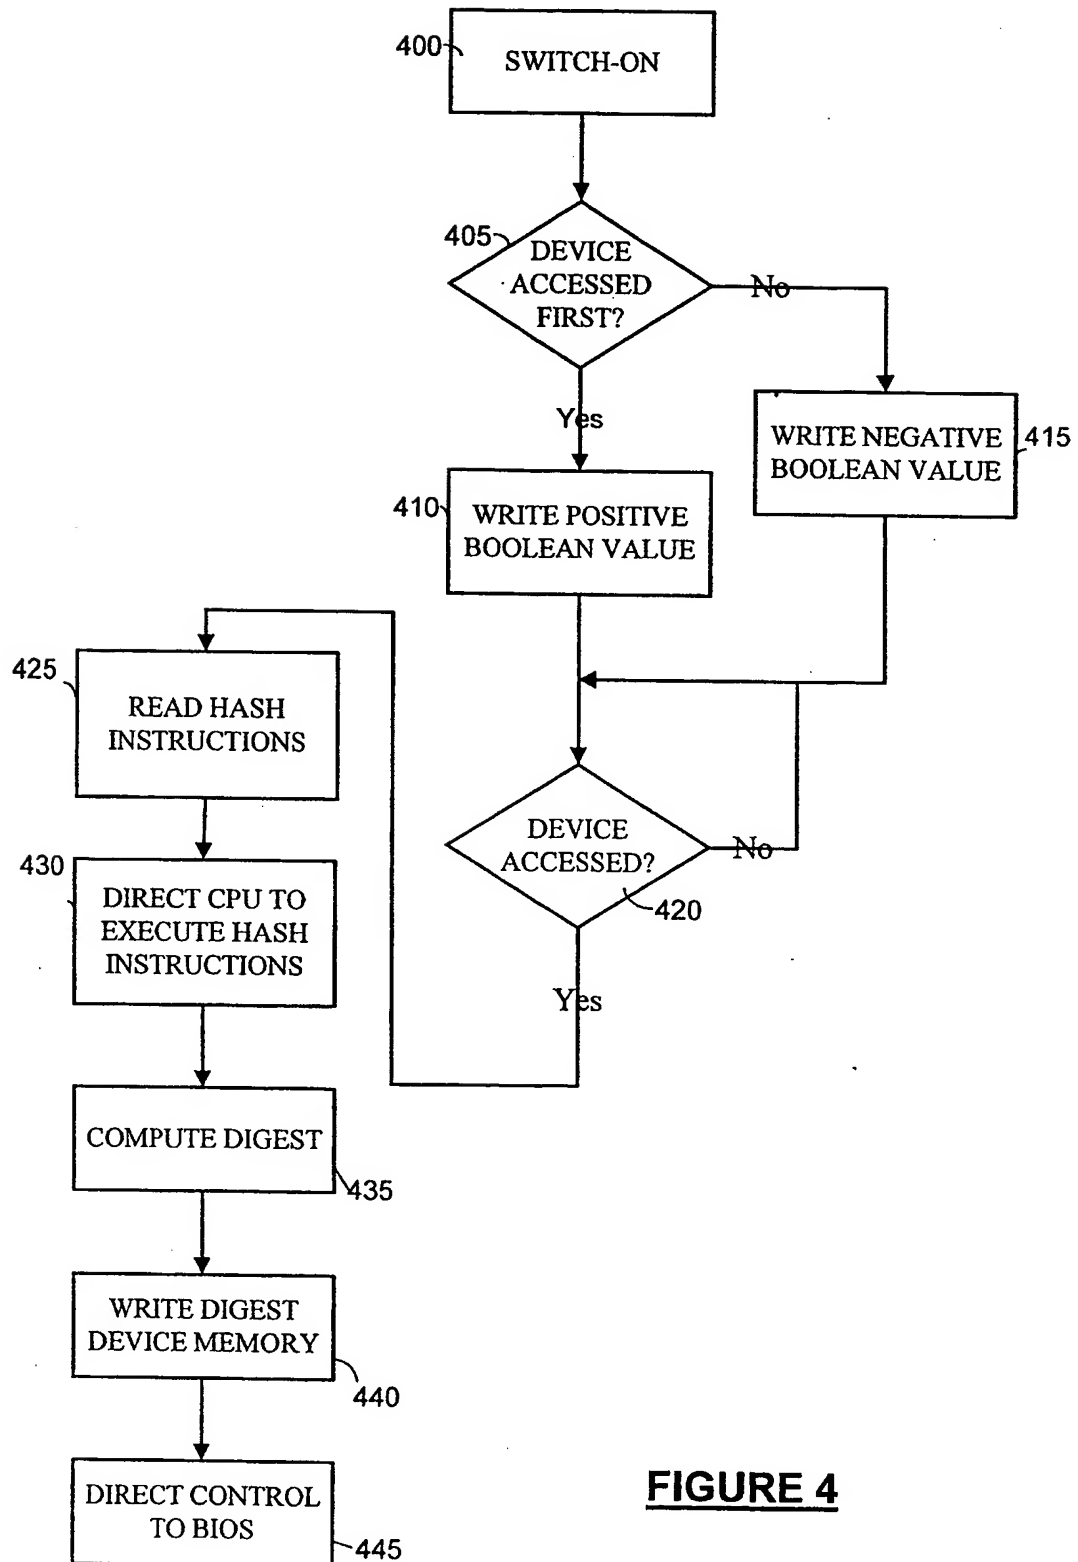 400
SWITCH-ON
405
DEVICE
ACCESSED
FIRST?
No
Yes
WRITE NEGATIVE
BOOLEAN VALUE
415
410
WRITE POSITIVE
BOOLEAN VALUE
425
READ HASH
INSTRUCTIONS
DEVICE
ACCESSED?
No
420
Yes
430
DIRECT CPU TO
EXECUTE HASH
INSTRUCTIONS
COMPUTE DIGEST
435
WRITE DIGEST
DEVICE MEMORY
440
DIRECT CONTROL
TO BIOS
445
FIGURE 4